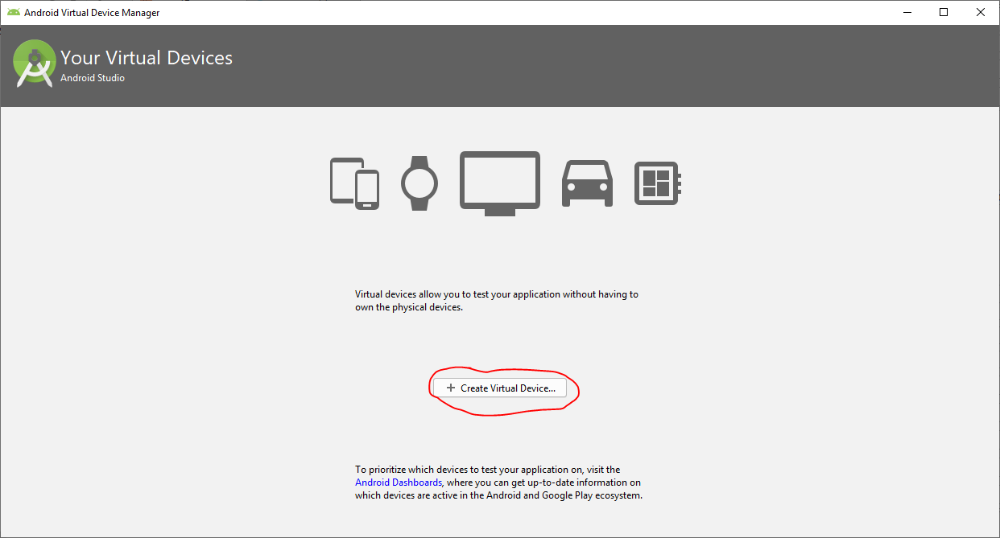 Android Virtual Device Manager
Your Virtual Devices
Android Studio
Virtual devices allow you to test your application without having to
own the physical devices.
Create Virtual Device...
To prioritize which devices to test your application on, visit the
Android Dashboards, where you can get up-to-date information on
which devices are active in the Android and Google Play ecosystem.